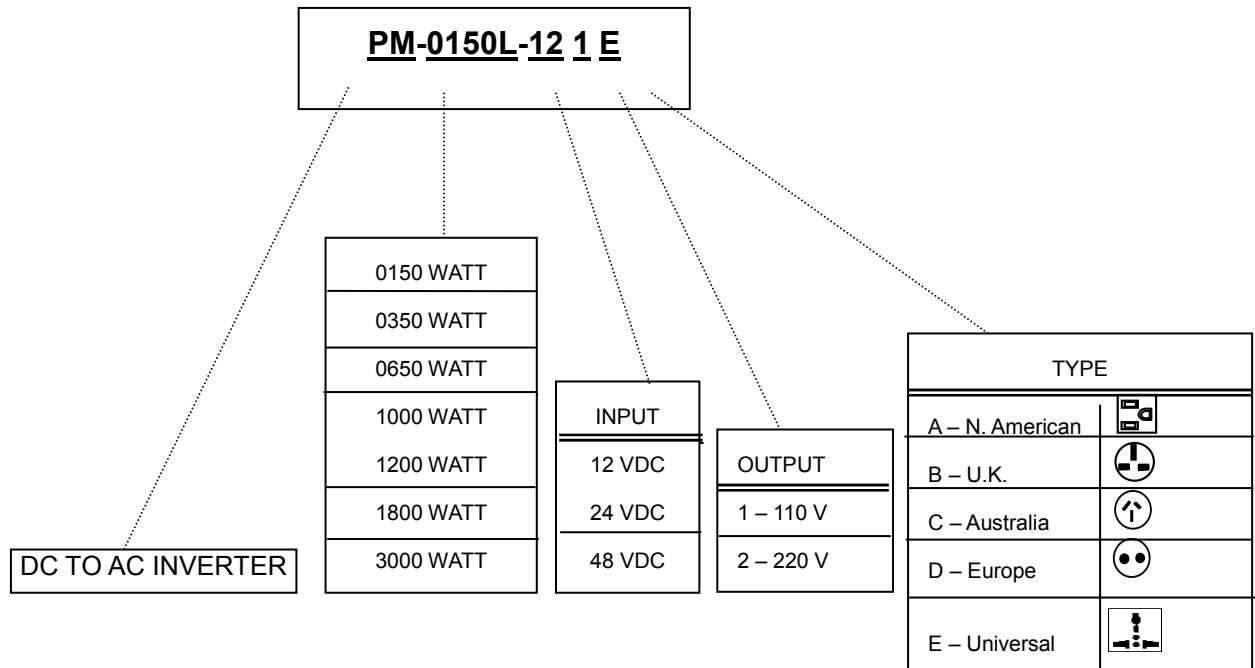 PM-0150L-12 1 E
0150 WATT
0350 WATT
0650 WATT
1000 WATT
1200 WATT
1800 WATT
3000 WATT
DC TO AC INVERTER
INPUT
12 VDC
24 VDC
48 VDC
OUTPUT
1 – 110 V
2 – 220 V
TYPE
A – N. American
B – U.K.
C – Australia
D – Europe
E – Universal